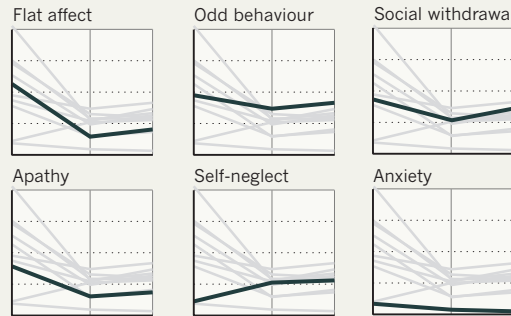 Flat affect
Odd behaviour
Social withdrawa
Apathy
Self-neglect
Anxiety